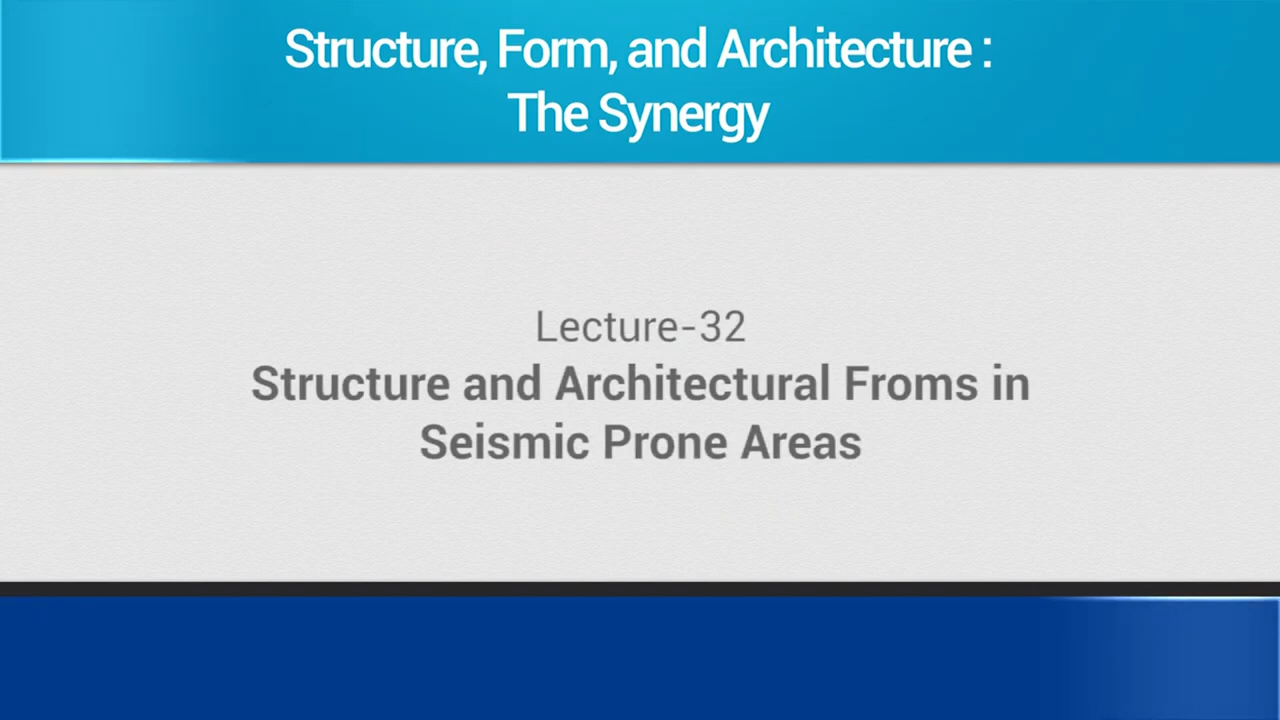 Structure, Form, and Architecture :
The Synergy
Lecture-32
Structure and Architectural Froms in
Seismic Prone Areas